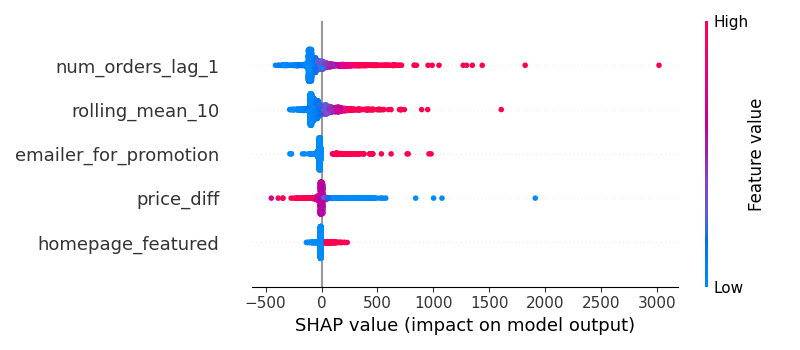 High
num_orders_lag_1
rolling_mean_10
emailer_for_promotion
price_diff
homepage_featured
Feature value
Low
−500 0 500 1000 1500 2000 2500 3000
SHAP value (impact on model output)